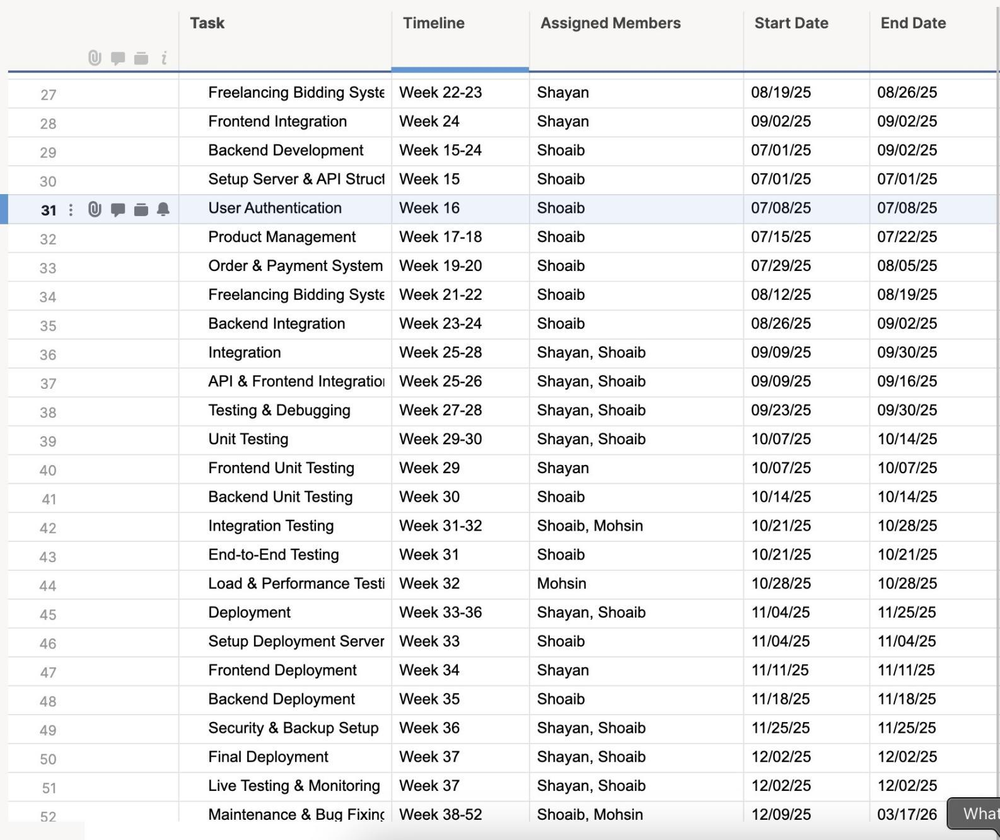 Task Timeline Assigned Members Start Date End Date
27 Freelancing Bidding Syste Week 22-23 Shayan 08/19/25 08/26/25
28 Frontend Integration Week 24 Shayan 09/02/25 09/02/25
29 Backend Development Week 15-24 Shoaib 07/01/25 09/02/25
30 Setup Server & API Struct Week 15 Shoaib 07/01/25 07/01/25
31 User Authentication Week 16 Shoaib 07/08/25 07/08/25
32 Product Management Week 17-18 Shoaib 07/15/25 07/22/25
33 Order & Payment System Week 19-20 Shoaib 07/29/25 08/05/25
34 Freelancing Bidding Syste Week 21-22 Shoaib 08/12/25 08/19/25
35 Backend Integration Week 23-24 Shoaib 08/26/25 09/02/25
36 Integration Week 25-28 Shayan, Shoaib 09/09/25 09/30/25
37 API & Frontend Integration Week 25-26 Shayan, Shoaib 09/09/25 09/16/25
38 Testing & Debugging Week 27-28 Shayan, Shoaib 09/23/25 09/30/25
39 Unit Testing Week 29-30 Shayan, Shoaib 10/07/25 10/14/25
40 Frontend Unit Testing Week 29 Shayan 10/07/25 10/07/25
41 Backend Unit Testing Week 30 Shoaib 10/14/25 10/14/25
42 Integration Testing Week 31-32 Shoaib, Mohsin 10/21/25 10/28/25
43 End-to-End Testing Week 31 Shoaib 10/21/25 10/21/25
44 Load & Performance Testi Week 32 Mohsin 10/28/25 10/28/25
45 Deployment Week 33-36 Shayan, Shoaib 11/04/25 11/25/25
46 Setup Deployment Server Week 33 Shoaib 11/04/25 11/04/25
47 Frontend Deployment Week 34 Shayan 11/11/25 11/11/25
48 Backend Deployment Week 35 Shoaib 11/18/25 11/18/25
49 Security & Backup Setup Week 36 Shayan, Shoaib 11/25/25 11/25/25
50 Final Deployment Week 37 Shayan, Shoaib 12/02/25 12/02/25
51 Live Testing & Monitoring Week 37 Shayan, Shoaib 12/02/25 12/02/25
52 Maintenance & Bug Fixing Week 38-52 Shoaib, Mohsin 12/09/25 03/17/26
What